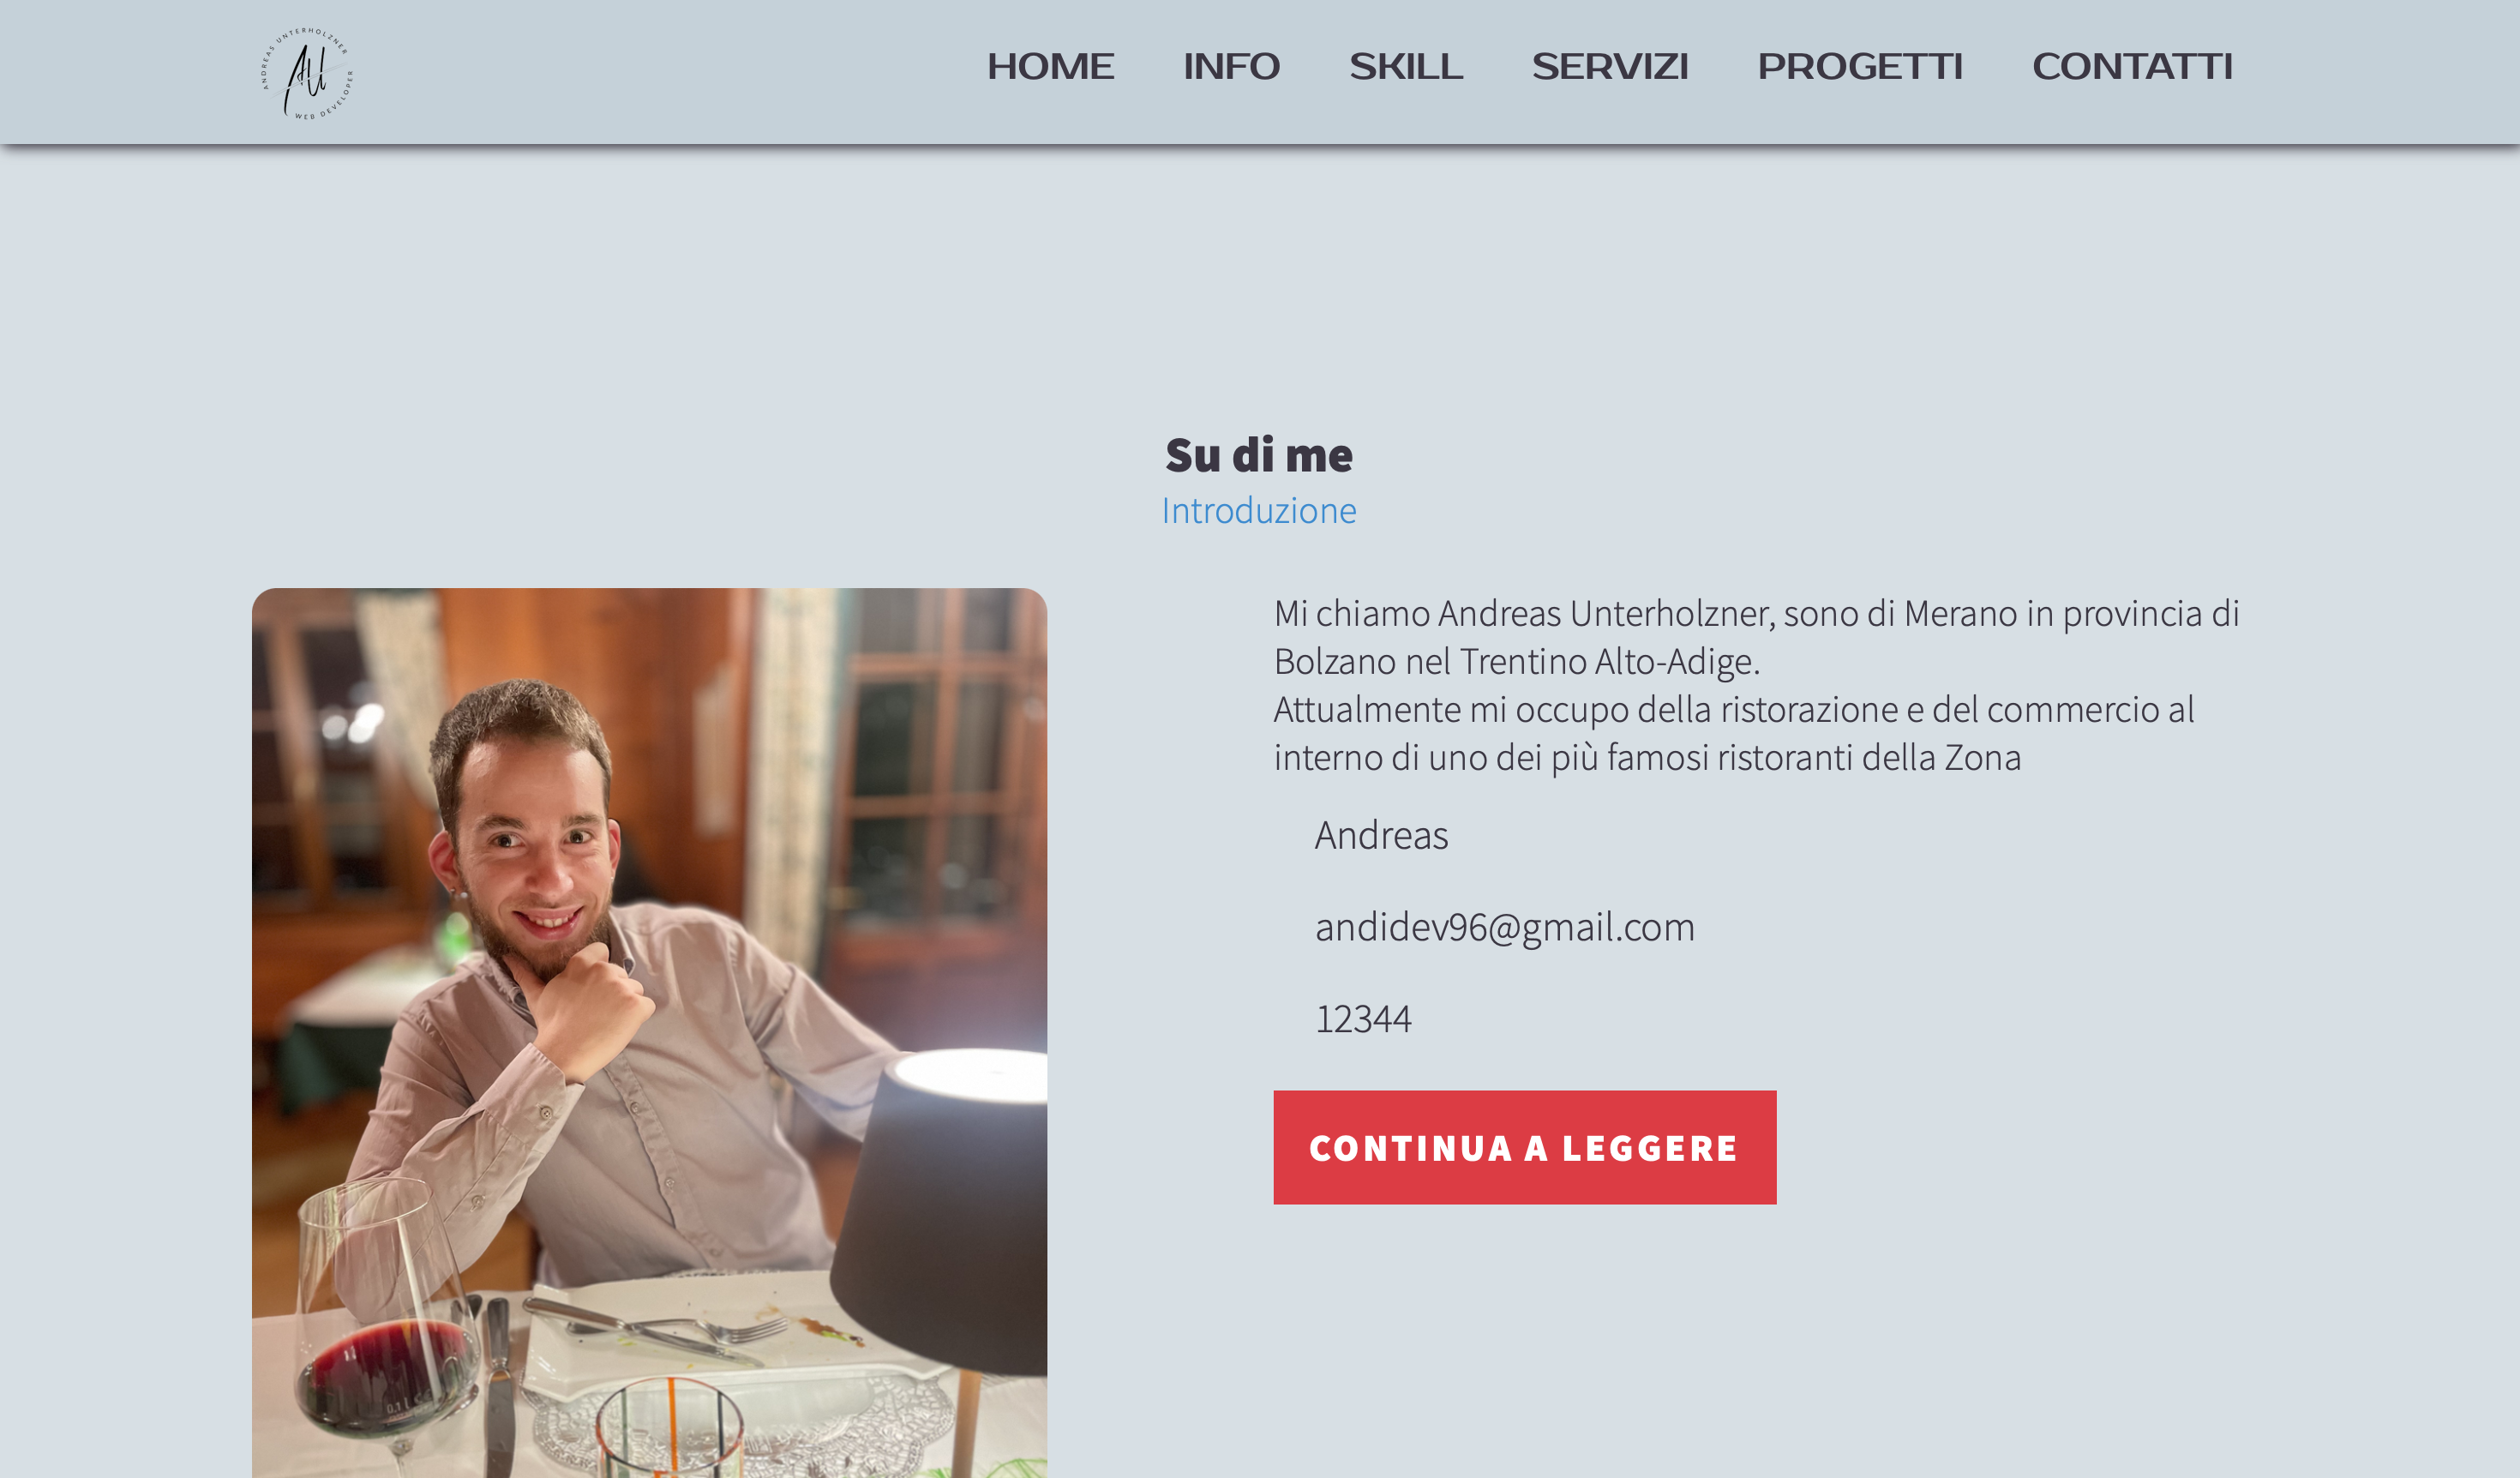 ANDREAS UNTERHOLZNER
AU
WEB DEVELOPER
HOME INFO SKILL SERVIZI PROGETTI CONTATTI
Su di me
Introduzione
Mi chiamo Andreas Unterholzner, sono di Merano in provincia di
Bolzano nel Trentino Alto-Adige.
Attualmente mi occupo della ristorazione e del commercio al
interno di uno dei più famosi ristoranti della Zona
Andreas
andidev96@gmail.com
12344
CONTINUA A LEGGERE
0,1 l